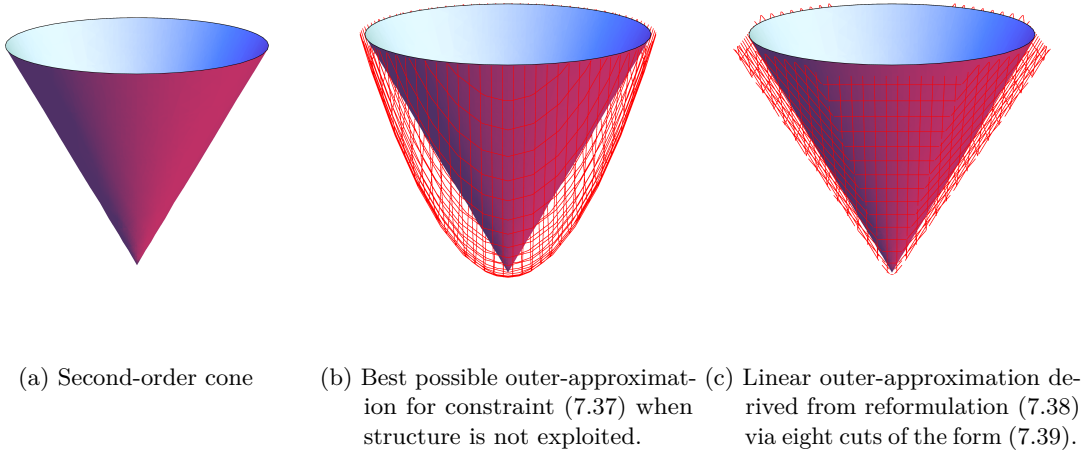 (a) Second-order cone
(b) Best possible outer-approximat-
ion for constraint (7.37) when
structure is not exploited.
(c) Linear outer-approximation de-
rived from reformulation (7.38)
via eight cuts of the form (7.39).